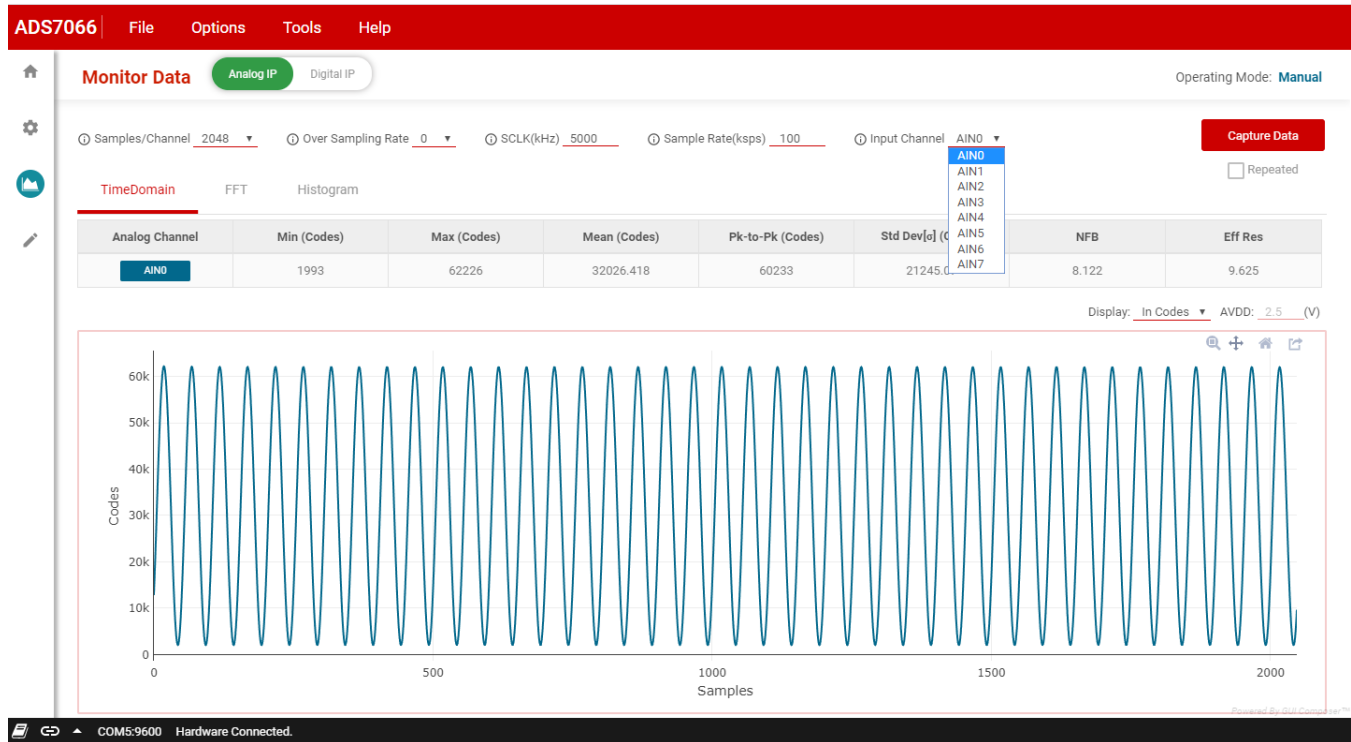 ADS7066 File Options Tools Help
Monitor Data Analog IP Digital IP Operating Mode: Manual
Samples/Channel 2048 Over Sampling Rate 0 SCLK(kHz) 5000 Sample Rate(ksps) 100 Input Channel AIN0 Capture Data
AIN0
AIN1
AIN2
AIN3
AIN4
AIN5
AIN6
AIN7
Repeated
TimeDomain FFT Histogram
Analog Channel Min (Codes) Max (Codes) Mean (Codes) Pk-to-Pk (Codes) Std Dev[σ] NFB Eff Res
AIN0 1993 62226 32026.418 60233 8.122 9.625
Display: In Codes AVDD: 2.5 (V)
60k
50k
40k
30k
20k
10k
0
Codes
0 500 1000 1500 2000
Samples
Powered By GUI Composer™
COM5:9600 Hardware Connected.